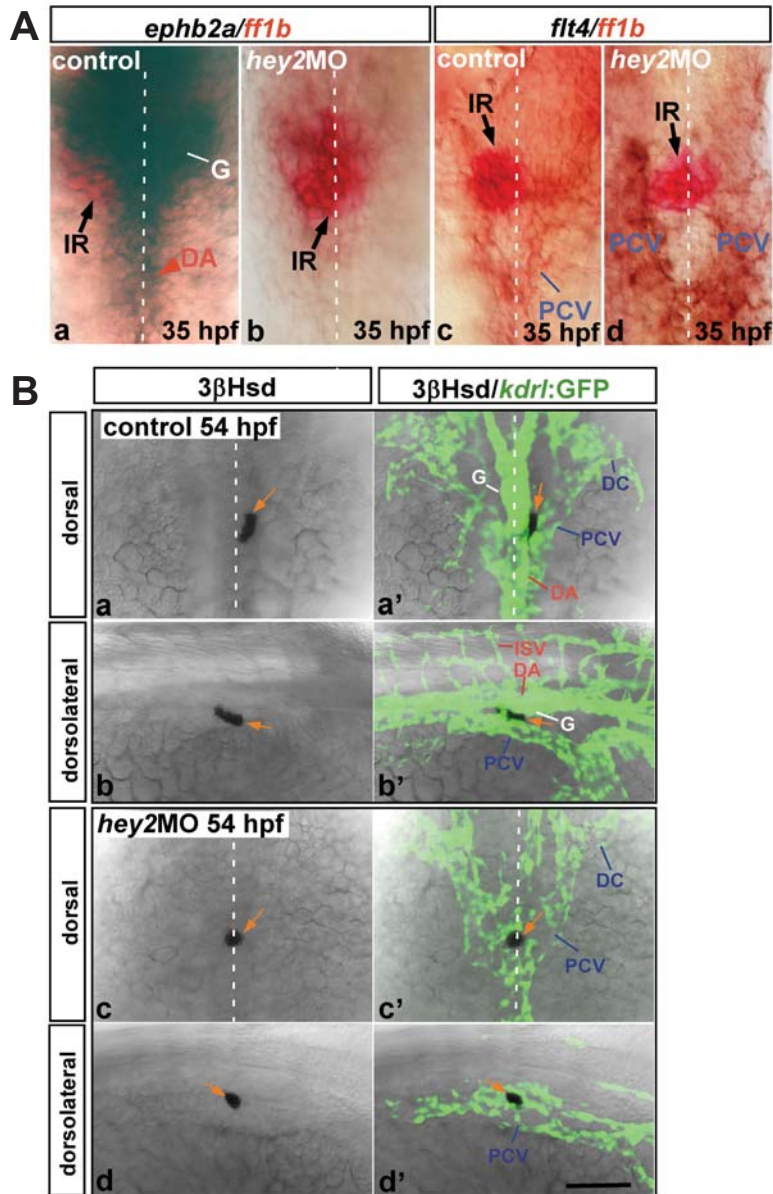 A
ephb2a/ff1b
flt4/ff1b
control
hey2MO
control
hey2MO
IR
IR
G
IR
DA
IR
PCV
PCV
PCV
a
35 hpf
b
35 hpf
c
35 hpf
d
35 hpf
B
3βHsd
3βHsd/kdrl:GFP
dorsal
control 54 hpf
G
DC
PCV
DA
a
a'
dorsolateral
ISV
DA
G
PCV
b
b'
dorsal
hey2MO 54 hpf
DC
PCV
c
c'
dorsolateral
PCV
d
d'